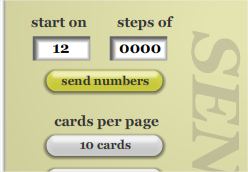 start on steps of
12 0000
send numbers
cards per page
10 cards
SEN